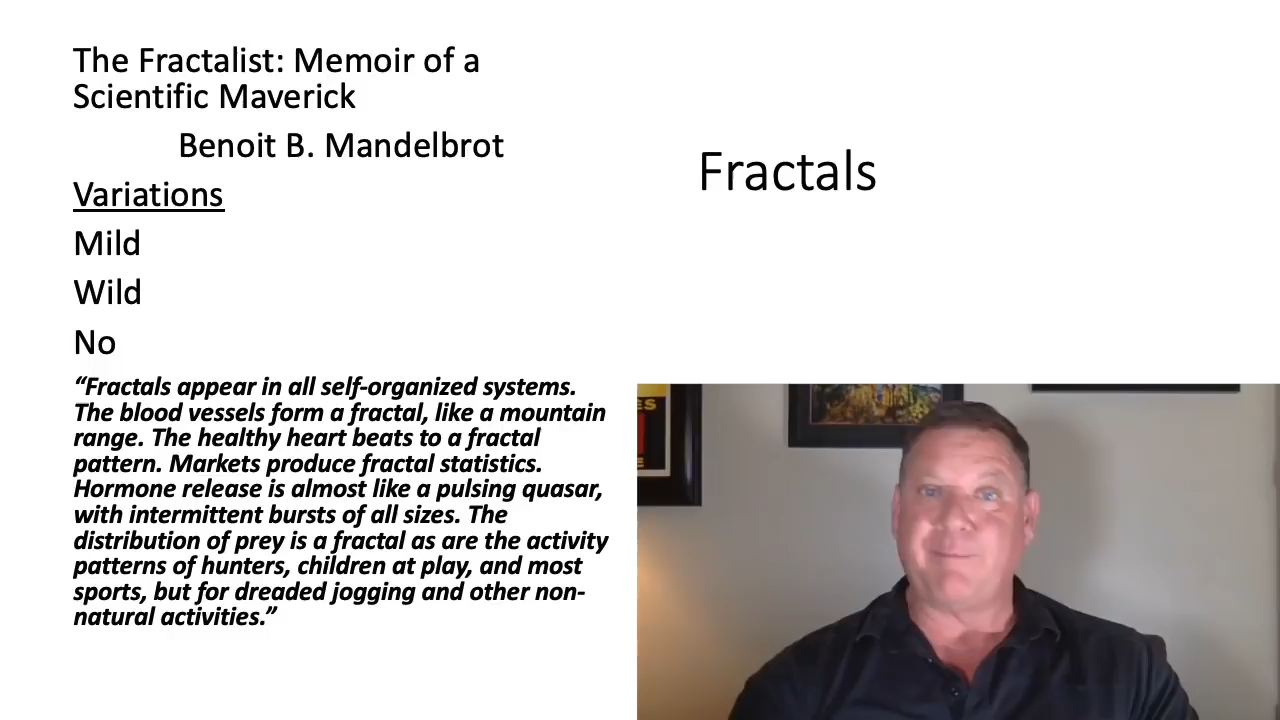 The Fractalist: Memoir of a
Scientific Maverick
Benoit B. Mandelbrot
Variations
Mild
Wild
No
“Fractals appear in all self-organized systems.
The blood vessels form a fractal, like a mountain
range. The healthy heart beats to a fractal
pattern. Markets produce fractal statistics.
Hormone release is almost like a pulsing quasar,
with intermittent bursts of all sizes. The
distribution of prey is a fractal as are the activity
patterns of hunters, children at play, and most
sports, but for dreaded jogging and other non-
natural activities.”
Fractals